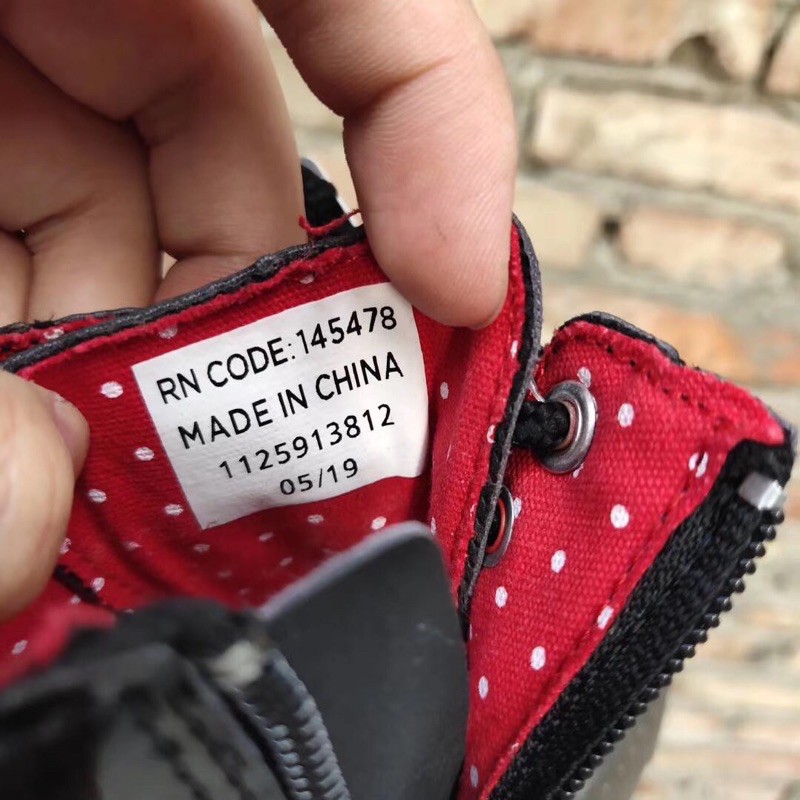 RN CODE: 145478
MADE IN CHINA
1125913812
05/19